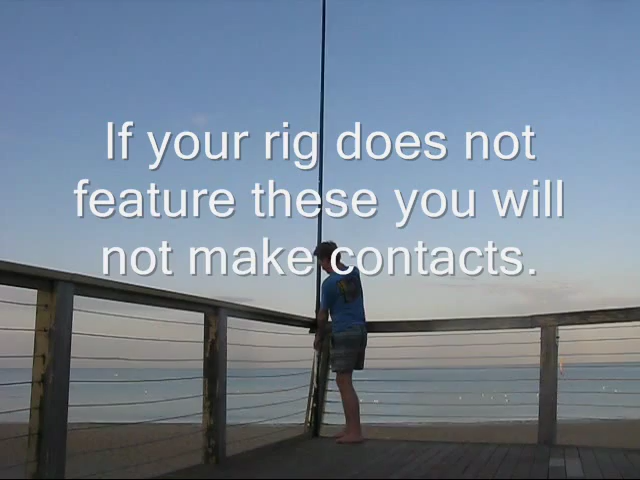 If your rig does not
feature these you will
not make contacts.